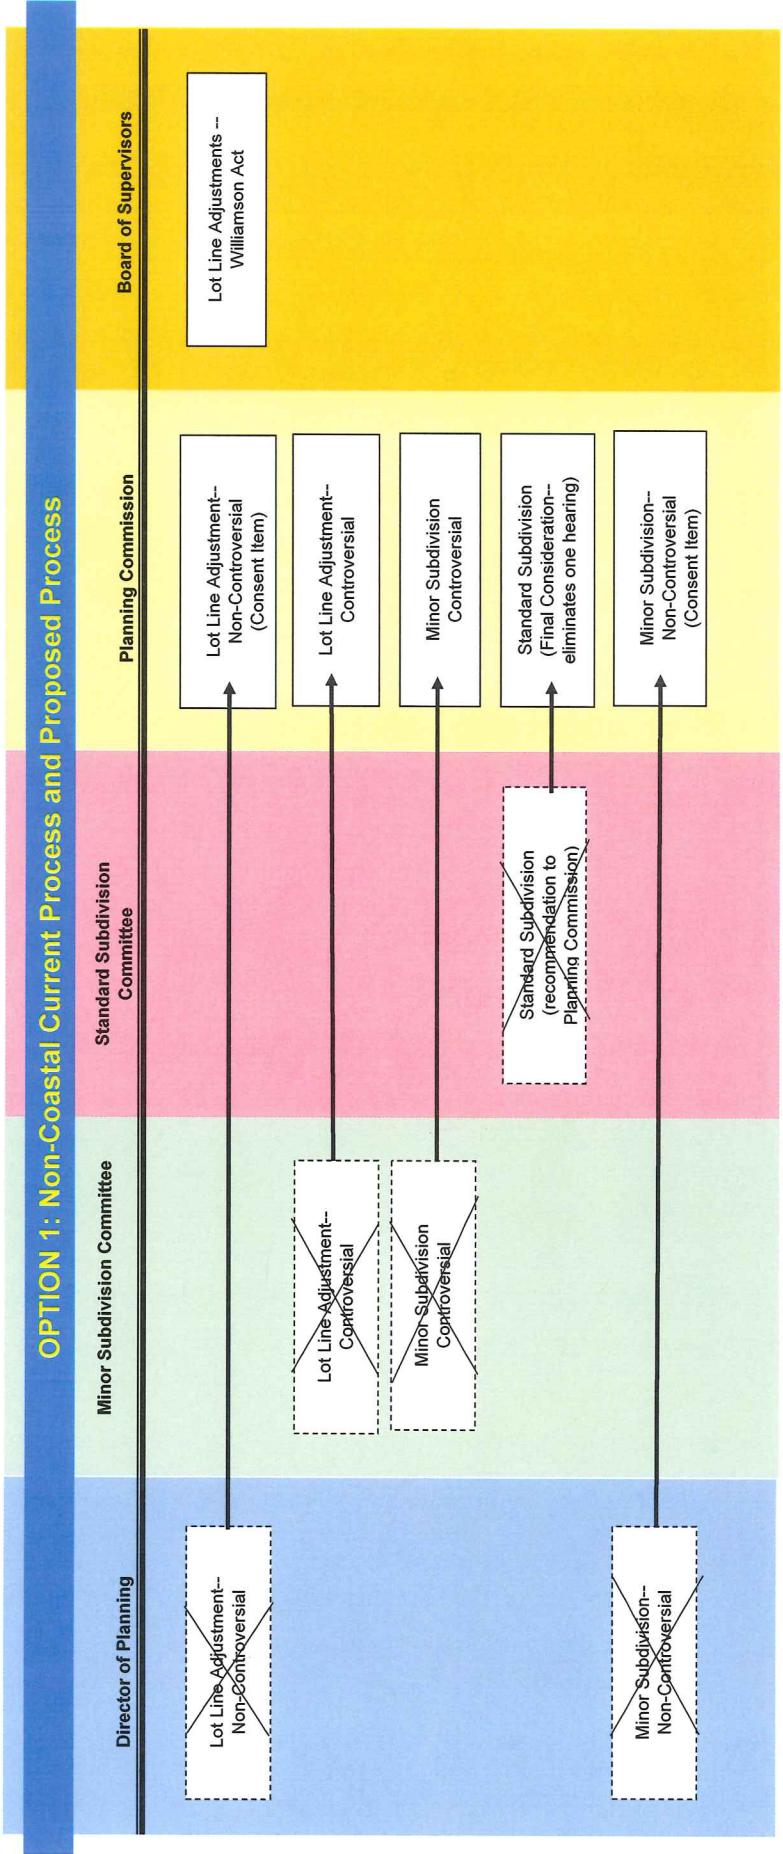 OPTION 1: Non-Coastal Current Process and Proposed Process
Director of Planning
Minor Subdivision Committee
Standard Subdivision
Committee
Planning Commission
Board of Supervisors
Lot Line Adjustment--
Non-Controversial
Lot Line Adjustment--
Non-Controversial
(Consent Item)
Lot Line Adjustments --
Williamson Act
Lot Line Adjustment--
Controversial
Lot Line Adjustment--
Controversial
Minor Subdivision
Controversial
Minor Subdivision
Controversial
Standard Subdivision
(recommendation to
Planning Commission)
Standard Subdivision
(Final Consideration--
eliminates one hearing)
Minor Subdivision--
Non-Controversial
Minor Subdivision--
Non-Controversial
(Consent Item)